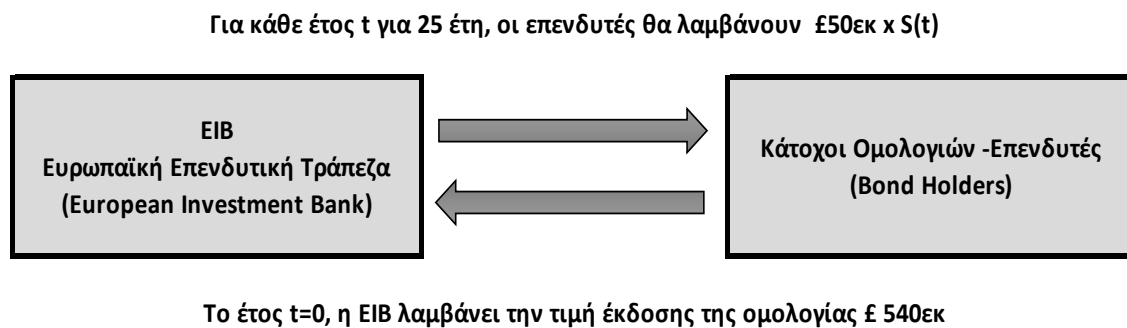 Για κάθε έτος t για 25 έτη, οι επενδυτές θα λαμβάνουν £50εκ x S(t)
EIB
Ευρωπαϊκή Επενδυτική Τράπεζα
(European Investment Bank)
Κάτοχοι Ομολογιών -Επενδυτές
(Bond Holders)
Το έτος t=0, η ΕΙΒ λαμβάνει την τιμή έκδοσης της ομολογίας £ 540εκ